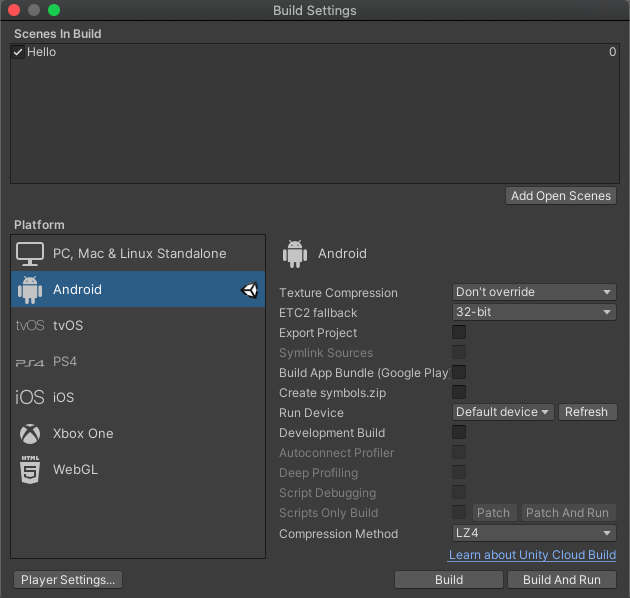 Build Settings
Scenes In Build
Hello 0
Add Open Scenes
Platform
PC, Mac & Linux Standalone
Android
tvOS tvOS
PS4 PS4
iOS iOS
Xbox One
HTML 5 WebGL
Android
Texture Compression Don't override
ETC2 fallback 32-bit
Export Project
Symlink Sources
Build App Bundle (Google Play
Create symbols.zip
Run Device Default device Refresh
Development Build
Autoconnect Profiler
Deep Profiling
Script Debugging
Scripts Only Build Patch Patch And Run
Compression Method LZ4
Learn about Unity Cloud Build
Player Settings... Build Build And Run